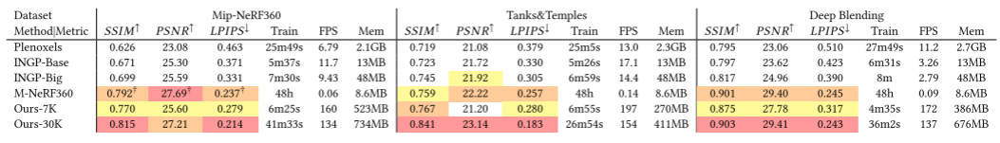 Dataset Mip-NeRF360 Tanks&Temples Deep Blending
Method|Metric SSIM↑ PSNR↑ LPIPS↓ Train FPS Mem SSIM↑ PSNR↑ LPIPS↓ Train FPS Mem SSIM↑ PSNR↑ LPIPS↓ Train FPS Mem
Plenoxels 0.626 23.08 0.463 25m49s 6.79 2.1GB 0.719 21.08 0.379 25m5s 13.0 2.3GB 0.795 23.06 0.510 27m49s 11.2 2.7GB
INGP-Base 0.671 25.30 0.371 5m37s 11.7 13MB 0.723 21.72 0.330 5m26s 17.1 13MB 0.797 23.62 0.423 6m31s 3.26 13MB
INGP-Big 0.699 25.59 0.331 7m30s 9.43 48MB 0.745 21.92 0.305 6m59s 14.4 48MB 0.817 24.96 0.390 8m 2.79 48MB
M-NeRF360 0.792† 27.69† 0.237† 48h 0.06 8.6MB 0.759 22.22 0.257 48h 0.14 8.6MB 0.901 29.40 0.245 48h 0.09 8.6MB
Ours-7K 0.770 25.60 0.279 6m25s 160 523MB 0.767 21.20 0.280 6m55s 197 270MB 0.875 27.78 0.317 4m35s 172 386MB
Ours-30K 0.815 27.21 0.214 41m33s 134 734MB 0.841 23.14 0.183 26m54s 154 411MB 0.903 29.41 0.243 36m2s 137 676MB